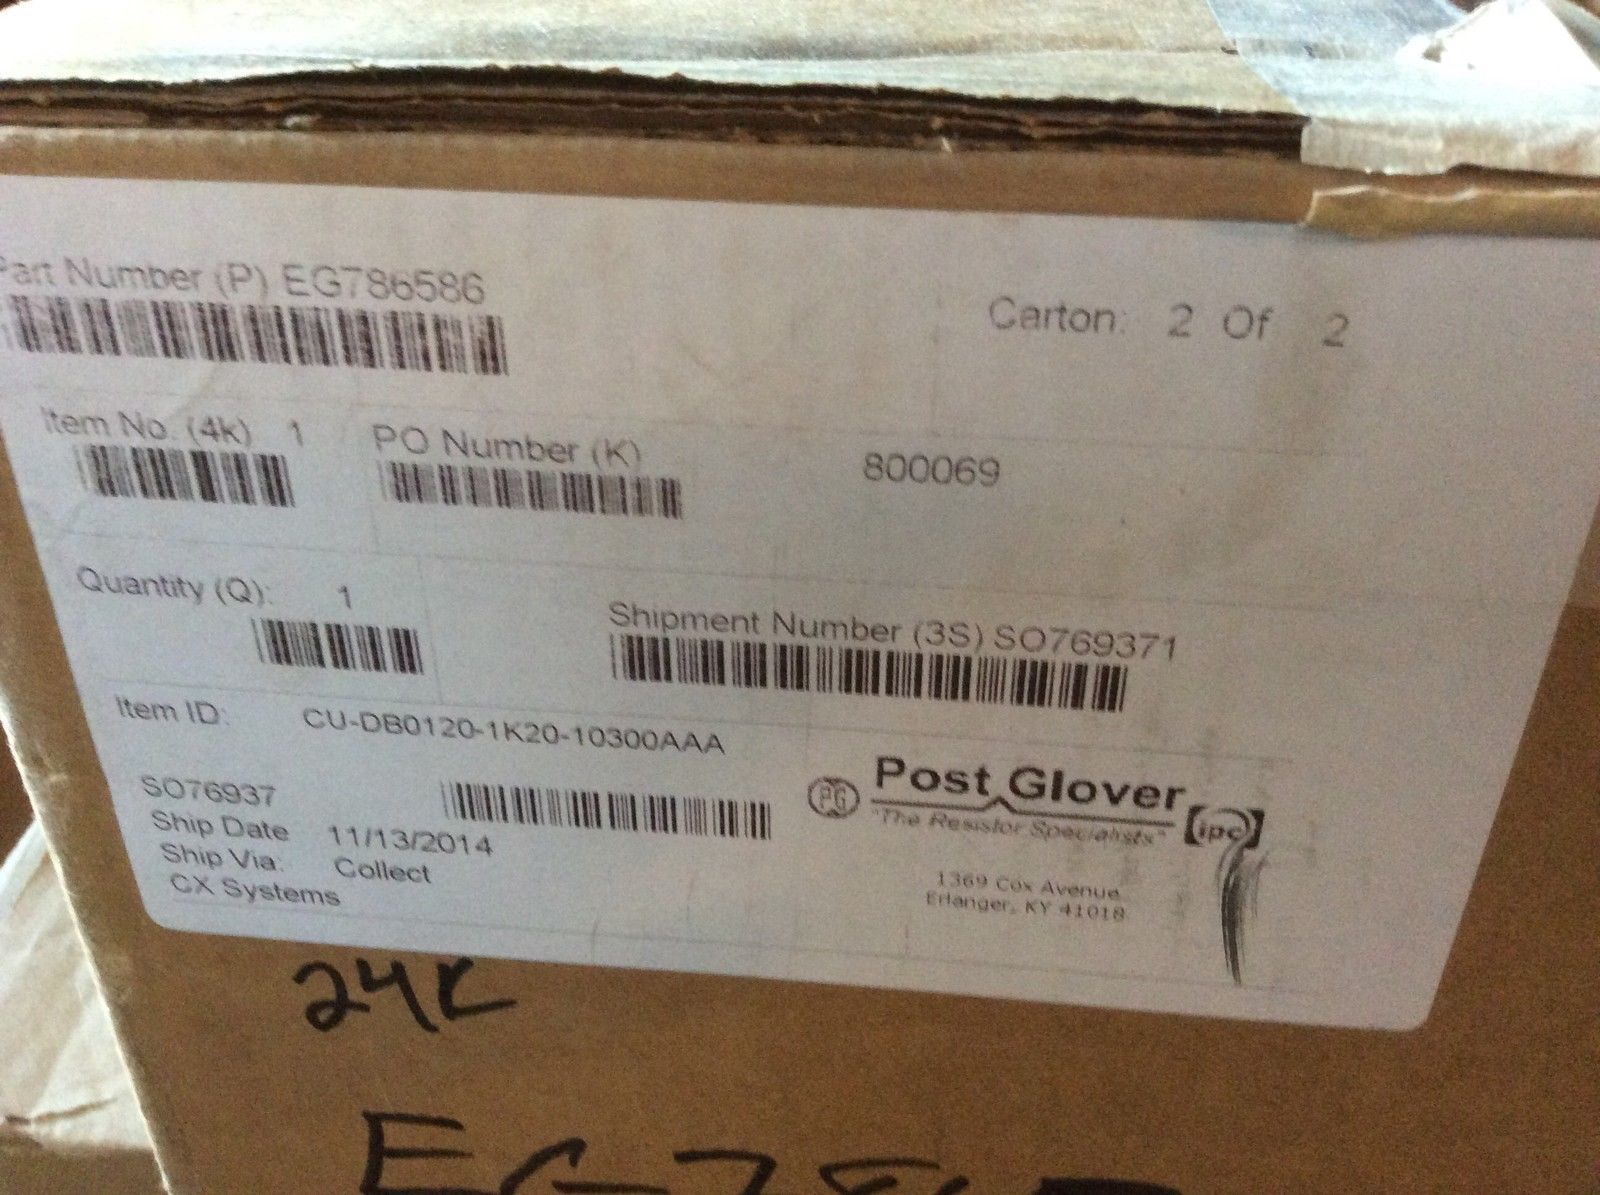 Part Number (P) EG786586
Carton: 2 Of 2
Item No. (4k) 1
PO Number (K) 800069
Quantity (Q): 1
Shipment Number (3S) SO769371
Item ID: CU-DB0120-1K20-10300AAA
SO76937
Ship Date 11/13/2014
Ship Via: Collect
CX Systems
PG Post Glover
"The Resistor Specialists" ipc
1369 Cox Avenue
Erlanger, KY 41018
24K